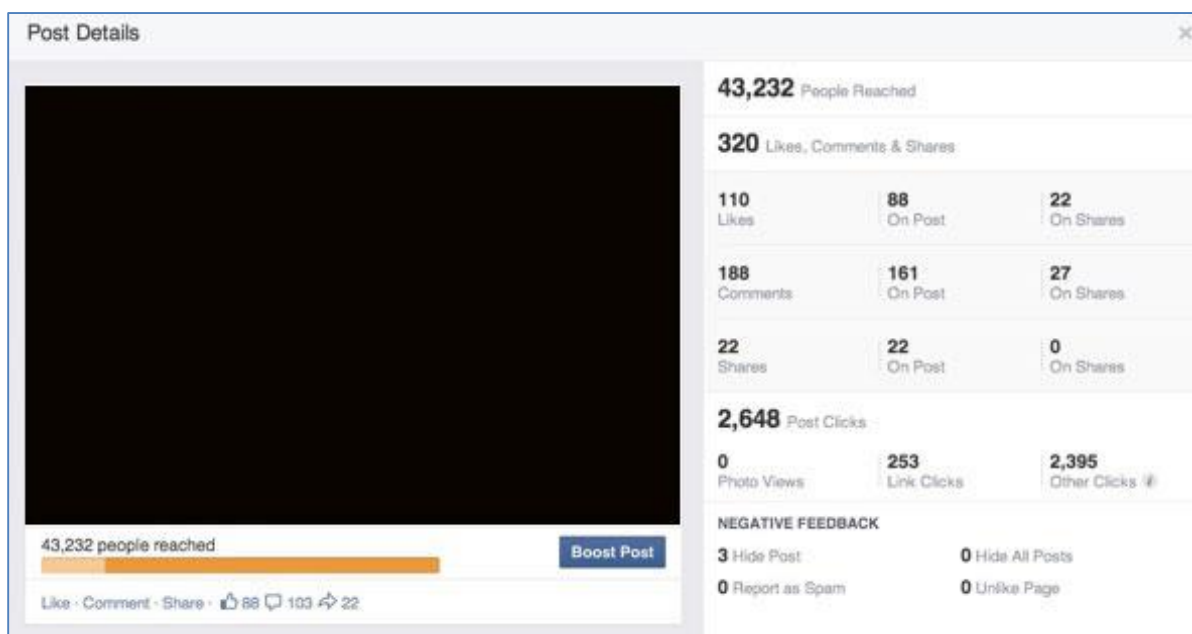 Post Details
43,232 people reached
Boost Post
Like · Comment · Share · 88 103 22
43,232 People Reached
320 Likes, Comments & Shares
110 88 22
Likes On Post On Shares
188 161 27
Comments On Post On Shares
22 22 0
Shares On Post On Shares
2,648 Post Clicks
0 253 2,395
Photo Views Link Clicks Other Clicks
NEGATIVE FEEDBACK
3 Hide Post 0 Hide All Posts
0 Report as Spam 0 Unlike Page